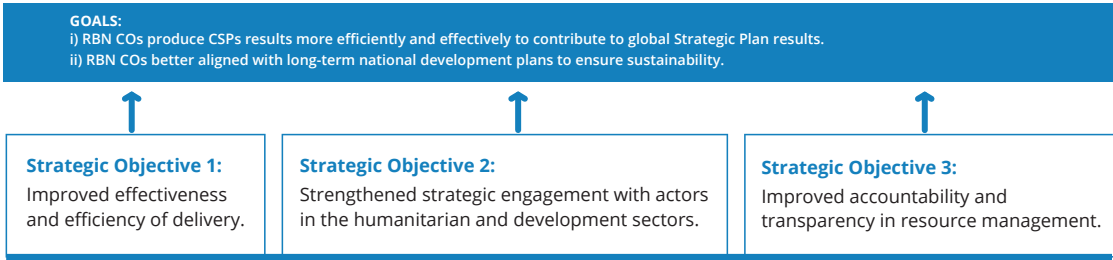 GOALS:
i) RBN COs produce CSPs results more efficiently and effectively to contribute to global Strategic Plan results.
ii) RBN COs better aligned with long-term national development plans to ensure sustainability.
Strategic Objective 1:
Improved effectiveness
and efficiency of delivery.
Strategic Objective 2:
Strengthened strategic engagement with actors
in the humanitarian and development sectors.
Strategic Objective 3:
Improved accountability and
transparency in resource management.